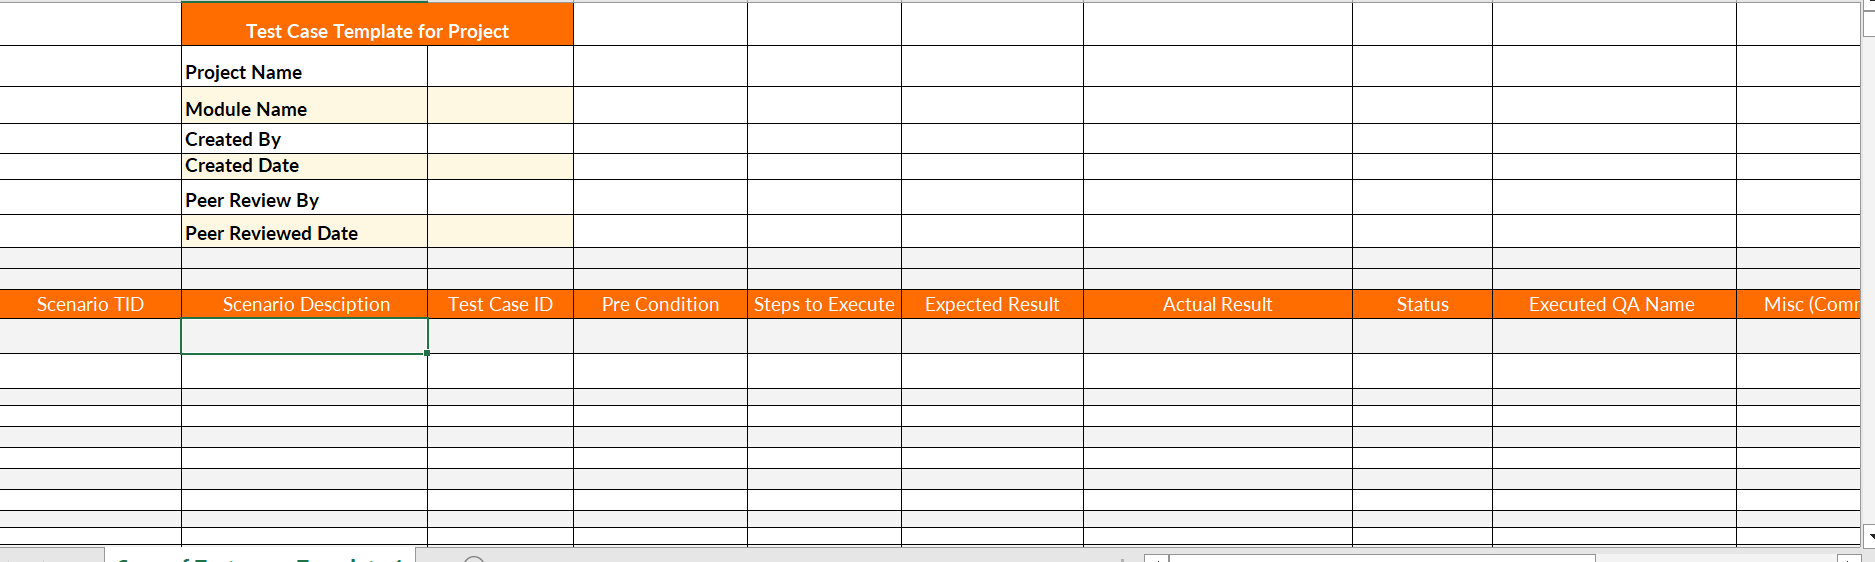 Test Case Template for Project
Project Name
Module Name
Created By
Created Date
Peer Review By
Peer Reviewed Date
Scenario TID Scenario Desciption Test Case ID Pre Condition Steps to Execute Expected Result Actual Result Status Executed QA Name Misc